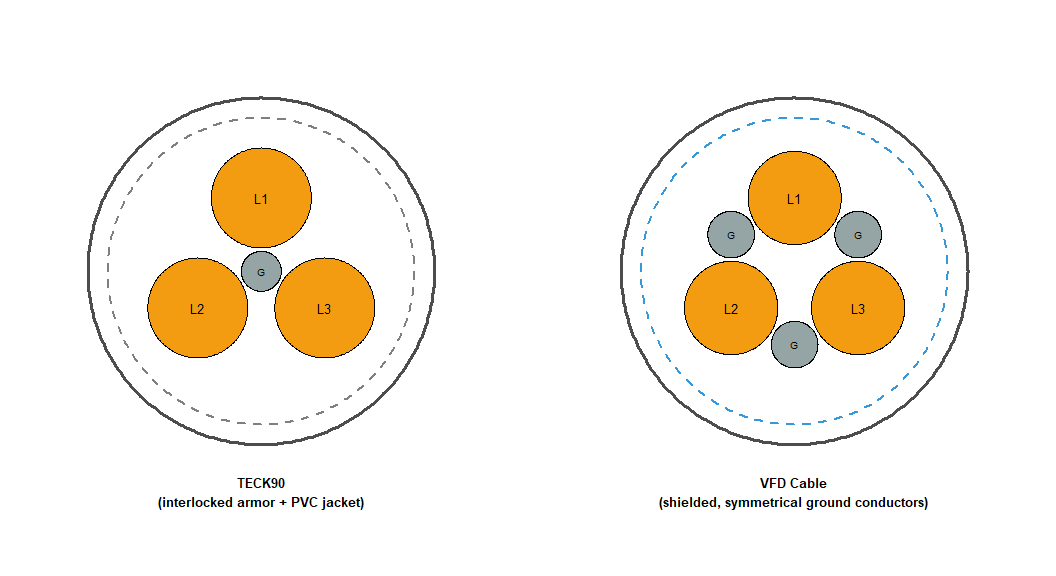 L1
G
L2
L3
TECK90
(interlocked armor + PVC jacket)
L1
G
G
L2
L3
G
VFD Cable
(shielded, symmetrical ground conductors)